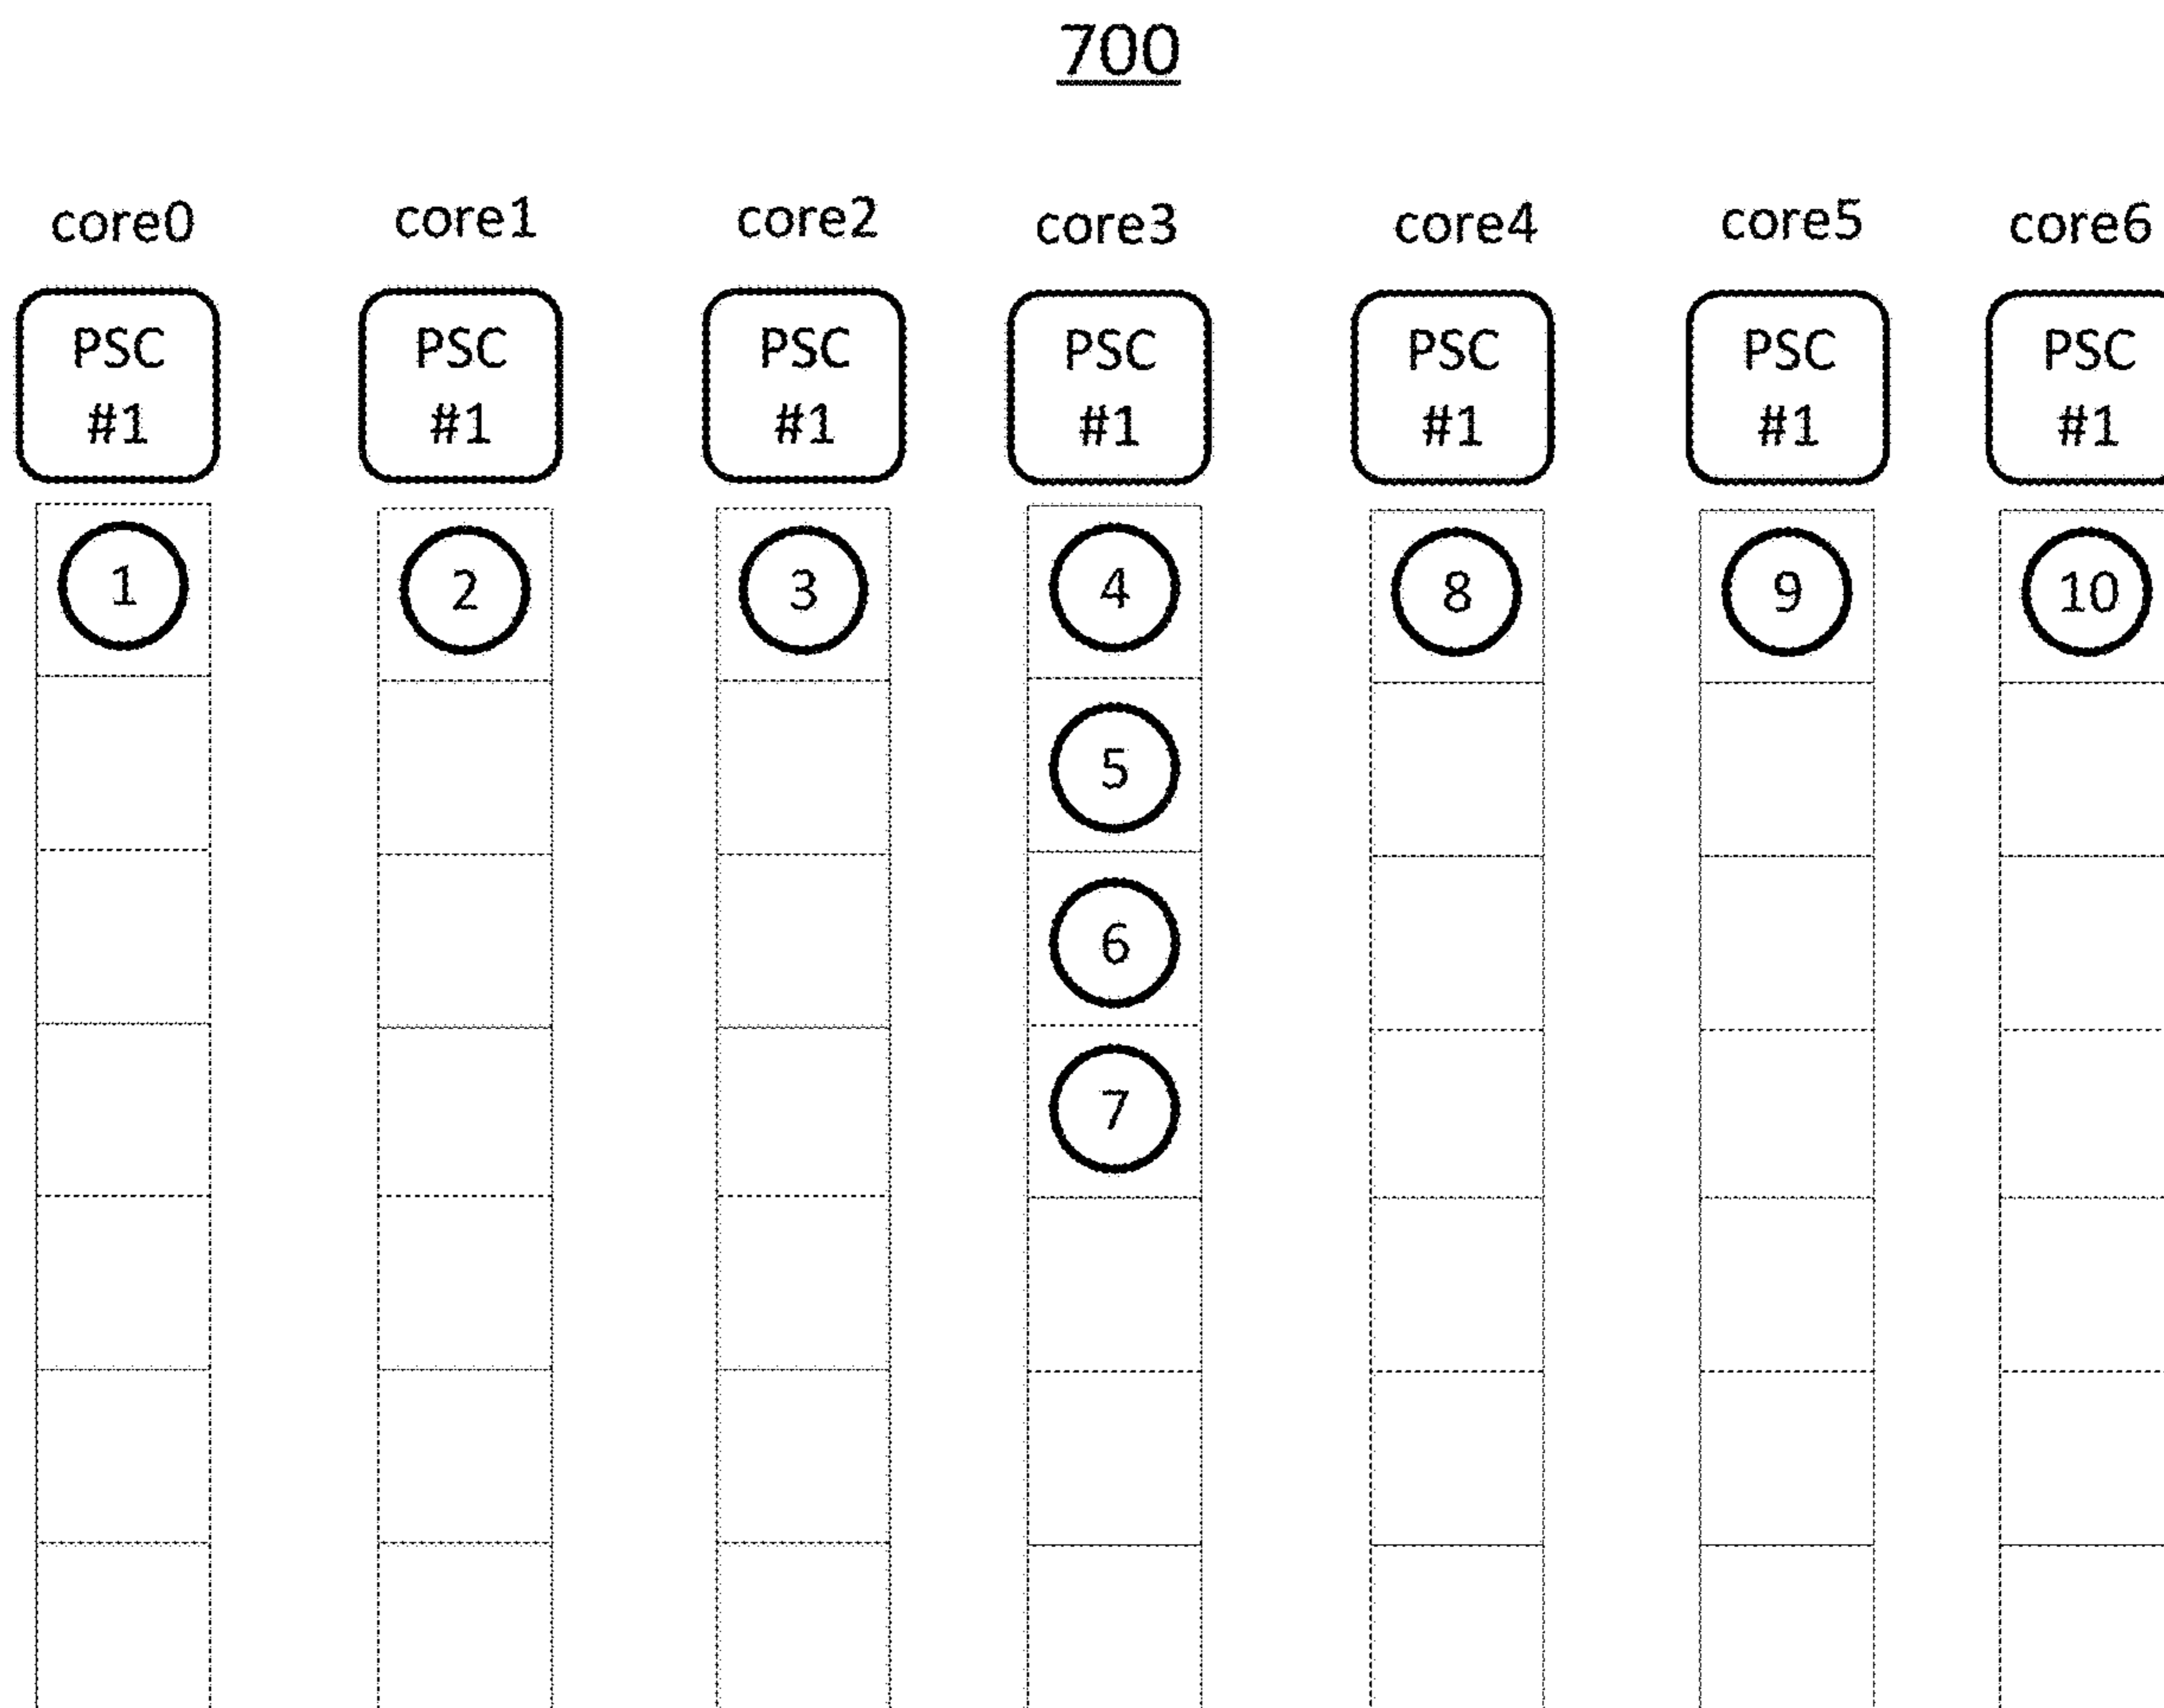 700
core0 core1 core2 core3 core4 core5 core6
PSC PSC PSC PSC PSC PSC PSC
#1 #1 #1 #1 #1 #1 #1
1 2 3 4 8 9 10
5
6
7